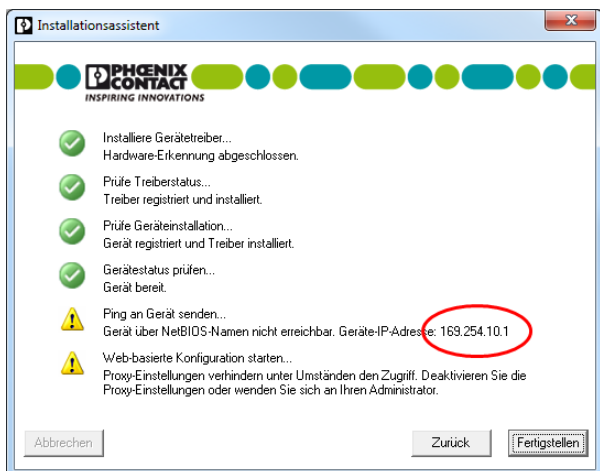 Installationsassistent
PHŒNIX
CONTACT
INSPIRING INNOVATIONS
Installiere Gerätetreiber...
Hardware-Erkennung abgeschlossen.
Prüfe Treiberstatus...
Treiber registriert und installiert.
Prüfe Geräteinstallation...
Gerät registriert und Treiber installiert.
Gerätestatus prüfen...
Gerät bereit.
Ping an Gerät senden...
Gerät über NetBIOS-Namen nicht erreichbar. Geräte-IP-Adresse: 169.254.10.1
Web-basierte Konfiguration starten...
Proxy-Einstellungen verhindern unter Umständen den Zugriff. Deaktivieren Sie die
Proxy-Einstellungen oder wenden Sie sich an Ihren Administrator.
Abbrechen
Zurück
Fertigstellen